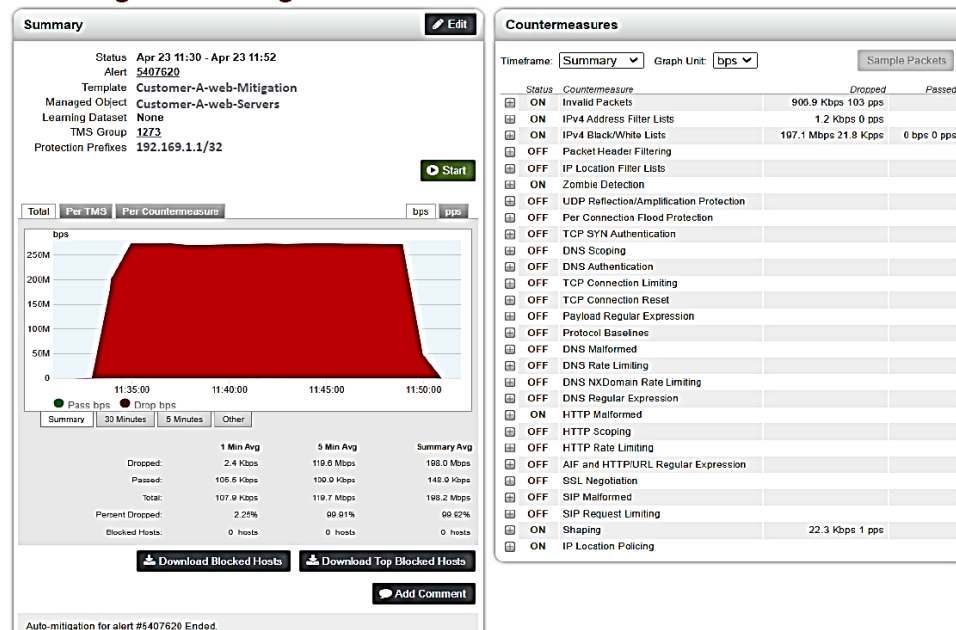 Summary
Edit
Status Apr 23 11:30 - Apr 23 11:52
Alert 5407620
Template Customer-A-web-Mitigation
Managed Object Customer-A-web-Servers
Learning Dataset None
TMS Group 1273
Protection Prefixes 192.169.1.1/32
Start
Total Per TMS Per Countermeasure bps pps
bps
250M
200M
150M
100M
50M
0
11:35:00 11:40:00 11:45:00 11:50:00
Pass bps Drop bps
Summary 30 Minutes 5 Minutes Other
1 Min Avg 5 Min Avg Summary Avg
Dropped: 2.4 Kbps 119.6 Mbps 198.0 Mbps
Passed: 105.5 Kbps 109.9 Kbps 148.9 Kbps
Total: 107.9 Kbps 119.7 Mbps 198.2 Mbps
Percent Dropped: 2.25% 99.91% 99.92%
Blocked Hosts: 0 hosts 0 hosts 0 hosts
Download Blocked Hosts Download Top Blocked Hosts
Add Comment
Auto-mitigation for alert #5407620 Ended.
Countermeasures
Timeframe: Summary Graph Unit: bps Sample Packets
Status Countermeasure Dropped Passed
ON Invalid Packets 906.9 Kbps 103 pps
ON IPv4 Address Filter Lists 1.2 Kbps 0 pps
ON IPv4 Black/White Lists 197.1 Mbps 21.8 Kpps 0 bps 0 pps
OFF Packet Header Filtering
OFF IP Location Filter Lists
ON Zombie Detection
OFF UDP Reflection/Amplification Protection
OFF Per Connection Flood Protection
OFF TCP SYN Authentication
OFF DNS Scoping
OFF DNS Authentication
OFF TCP Connection Limiting
OFF TCP Connection Reset
OFF Payload Regular Expression
OFF Protocol Baselines
OFF DNS Malformed
OFF DNS Rate Limiting
OFF DNS NXDomain Rate Limiting
OFF DNS Regular Expression
ON HTTP Malformed
OFF HTTP Scoping
OFF HTTP Rate Limiting
OFF AIF and HTTP/URL Regular Expression
OFF SSL Negotiation
OFF SIP Malformed
OFF SIP Request Limiting
ON Shaping 22.3 Kbps 1 pps
ON IP Location Policing